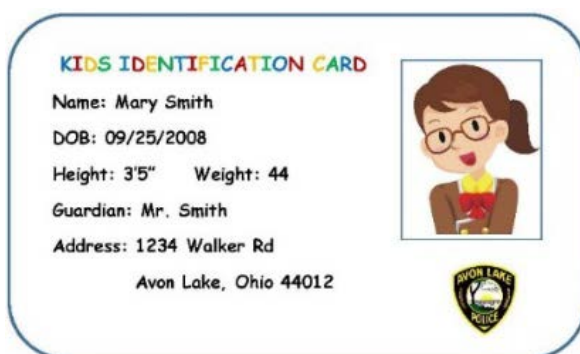 KIDS IDENTIFICATION CARD
Name: Mary Smith
DOB: 09/25/2008
Height: 3'5" Weight: 44
Guardian: Mr. Smith
Address: 1234 Walker Rd
Avon Lake, Ohio 44012
AVON LAKE
POLICE